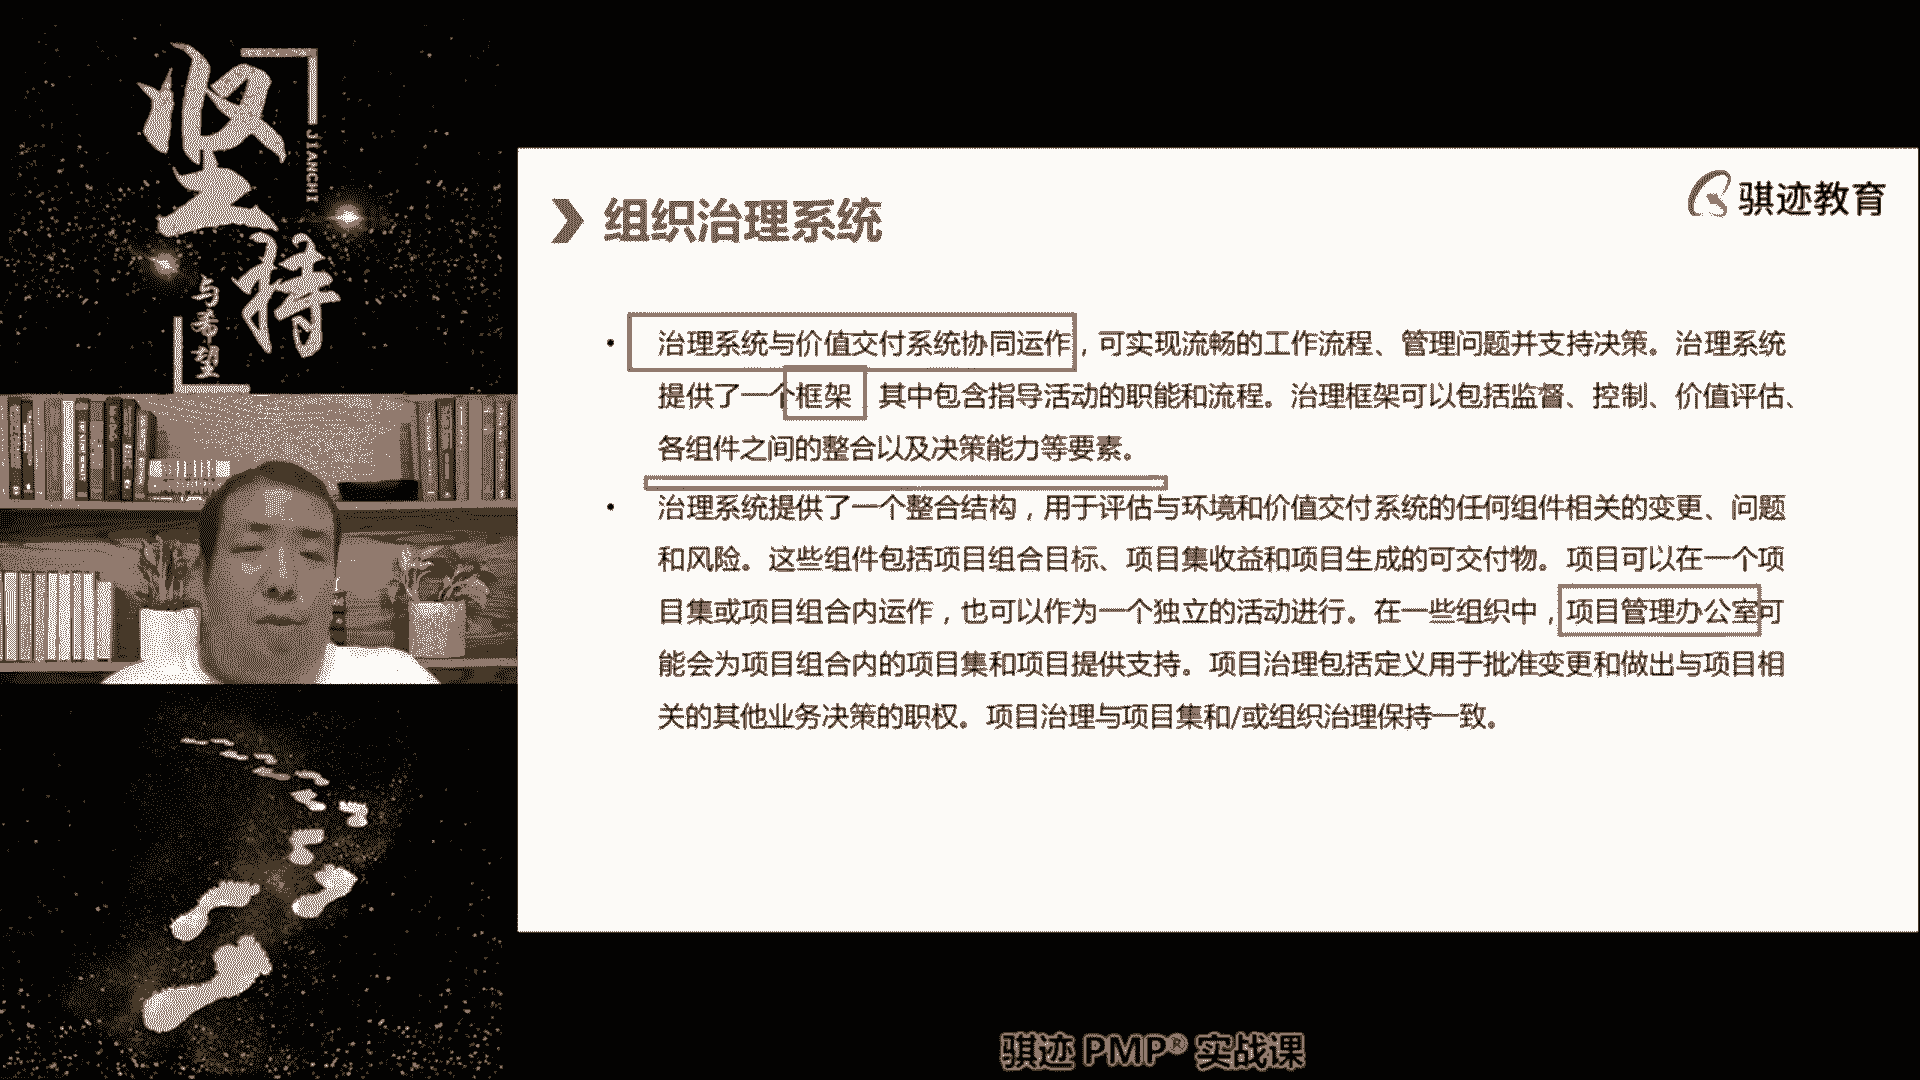 坚持
JIANCHI
与希望
组织治理系统
骐迹教育
• 治理系统与价值交付系统协同运作，可实现流畅的工作流程、管理问题并支持决策。治理系统
提供了一个框架 其中包含指导活动的职能和流程。治理框架可以包括监督、控制、价值评估、
各组件之间的整合以及决策能力等要素。
• 治理系统提供了一个整合结构，用于评估与环境和价值交付系统的任何组件相关的变更、问题
和风险。这些组件包括项目组合目标、项目集收益和项目生成的可交付物。项目可以在一个项
目集或项目组合内运作，也可以作为一个独立的活动进行。在一些组织中，项目管理办公室可
能会为项目组合内的项目集和项目提供支持。项目治理包括定义用于批准变更和做出与项目相
关的其他业务决策的职权。项目治理与项目集和/或组织治理保持一致。
骐迹 PMP® 实战课